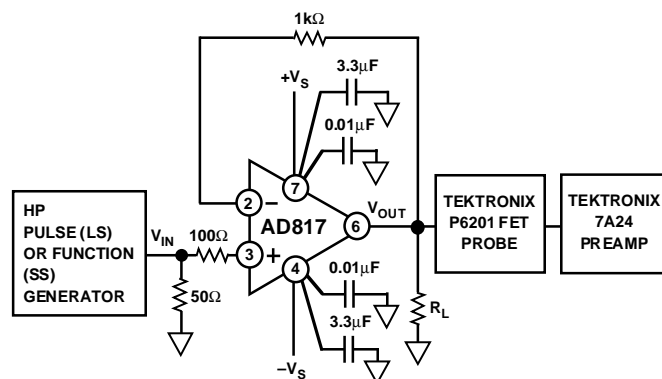 1kΩ
3.3μF
+VS
0.01μF
HP
PULSE (LS)
OR FUNCTION
(SS)
GENERATOR
VIN
100Ω
50Ω
2
–
7
AD817
3
+
4
6
VOUT
TEKTRONIX
P6201 FET
PROBE
TEKTRONIX
7A24
PREAMP
0.01μF
3.3μF
RL
–VS